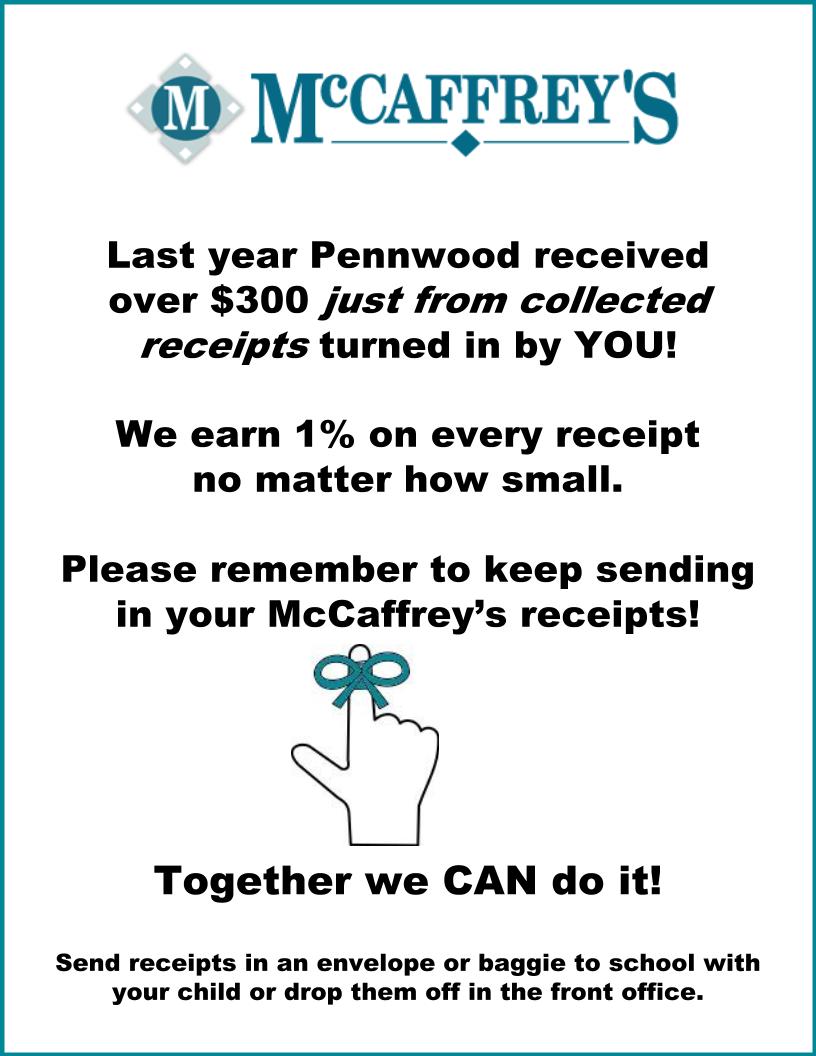 M McCAFFREY'S
Last year Pennwood received
over $300 just from collected
receipts turned in by YOU!
We earn 1% on every receipt
no matter how small.
Please remember to keep sending
in your McCaffrey’s receipts!
Together we CAN do it!
Send receipts in an envelope or baggie to school with
your child or drop them off in the front office.